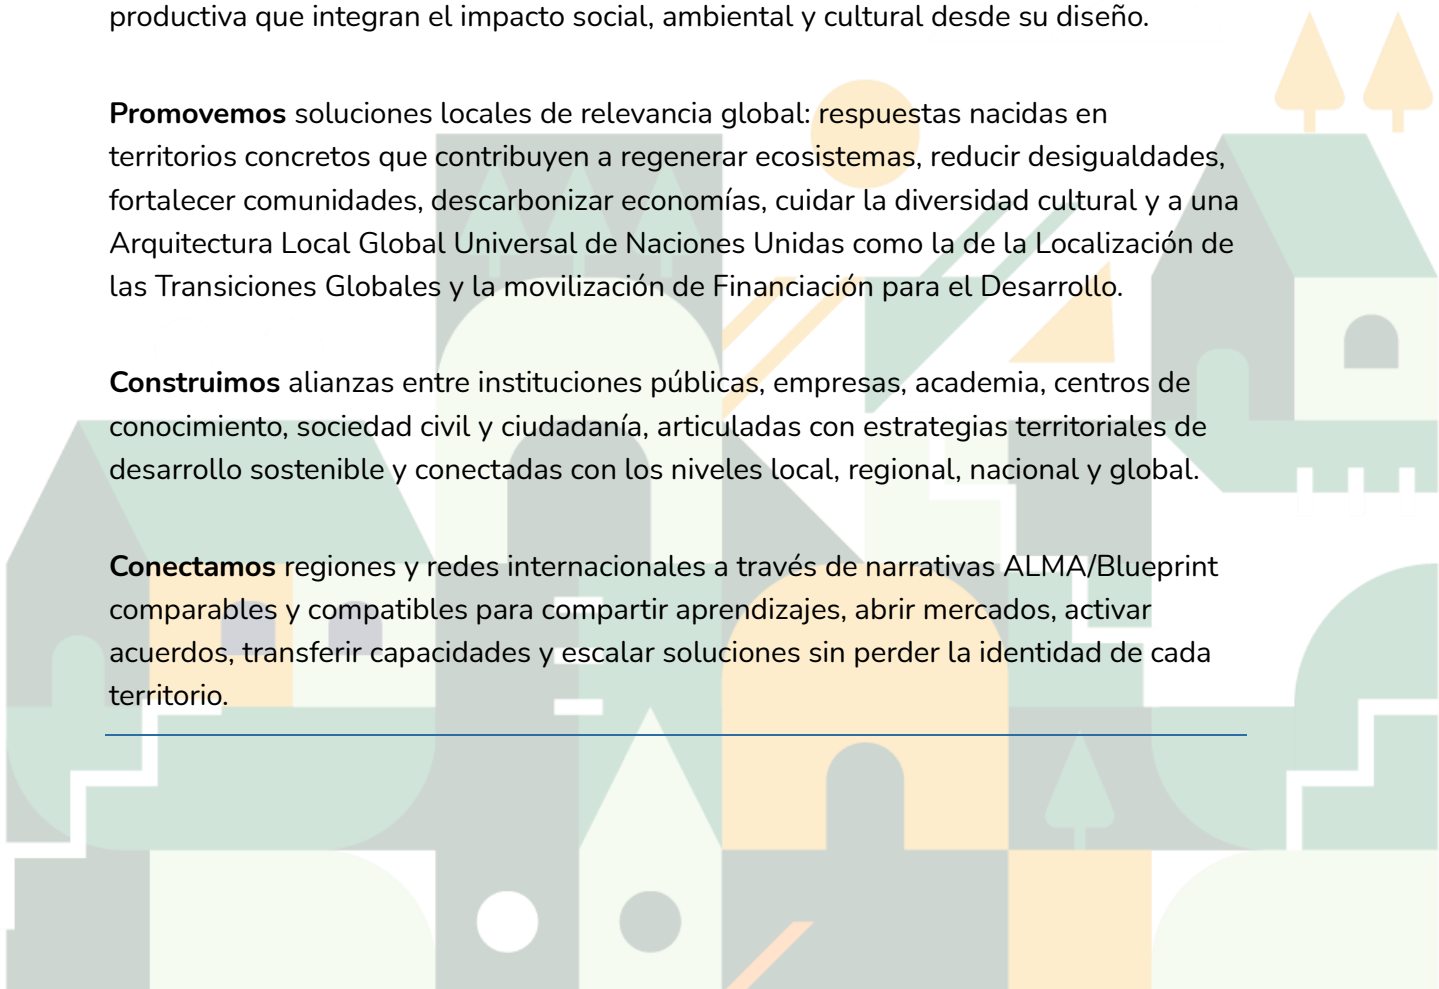 productiva que integran el impacto social, ambiental y cultural desde su diseño.
Promovemos soluciones locales de relevancia global: respuestas nacidas en
territorios concretos que contribuyen a regenerar ecosistemas, reducir desigualdades,
fortalecer comunidades, descarbonizar economías, cuidar la diversidad cultural y a una
Arquitectura Local Global Universal de Naciones Unidas como la de la Localización de
las Transiciones Globales y la movilización de Financiación para el Desarrollo.
Construimos alianzas entre instituciones públicas, empresas, academia, centros de
conocimiento, sociedad civil y ciudadanía, articuladas con estrategias territoriales de
desarrollo sostenible y conectadas con los niveles local, regional, nacional y global.
Conectamos regiones y redes internacionales a través de narrativas ALMA/Blueprint
comparables y compatibles para compartir aprendizajes, abrir mercados, activar
acuerdos, transferir capacidades y escalar soluciones sin perder la identidad de cada
territorio.